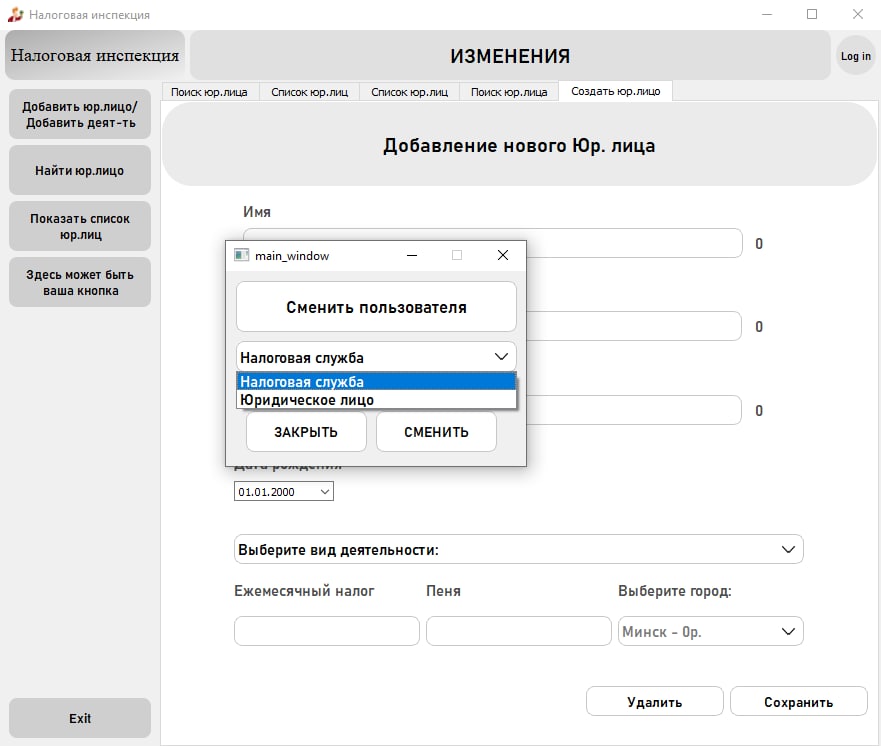 Налоговая инспекция
Налоговая инспекция
ИЗМЕНЕНИЯ
Log in
Добавить юр.лицо/
Добавить деят-ть
Найти юр.лицо
Показать список
юр.лиц
Здесь может быть
ваша кнопка
Exit
Поиск юр.лица
Список юр.лиц
Список юр.лиц
Поиск юр.лица
Создать юр.лицо
Добавление нового Юр. лица
Имя
0
0
0
main_window
Сменить пользователя
Налоговая служба
Налоговая служба
Юридическое лицо
ЗАКРЫТЬ
СМЕНИТЬ
Дата рождения
01.01.2000
Выберите вид деятельности:
Ежемесячный налог
Пеня
Выберите город:
Минск - 0р.
Удалить
Сохранить